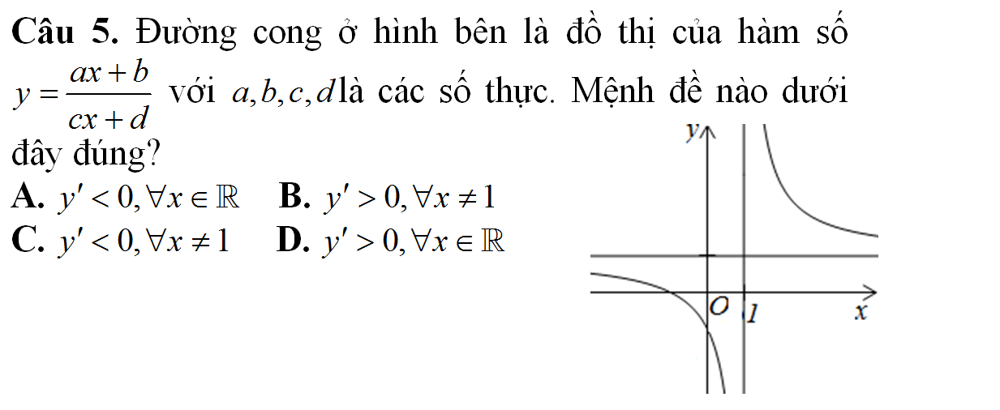 Câu 5. Đường cong ở hình bên là đồ thị của hàm số
y = \frac{ax+b}{cx+d} với a,b,c,d là các số thực. Mệnh đề nào dưới
đây đúng?
A. y′ < 0, ∀x ∈ ℝ B. y′ > 0, ∀x ≠ 1
C. y′ < 0, ∀x ≠ 1 D. y′ > 0, ∀x ∈ ℝ
y
O 1 x